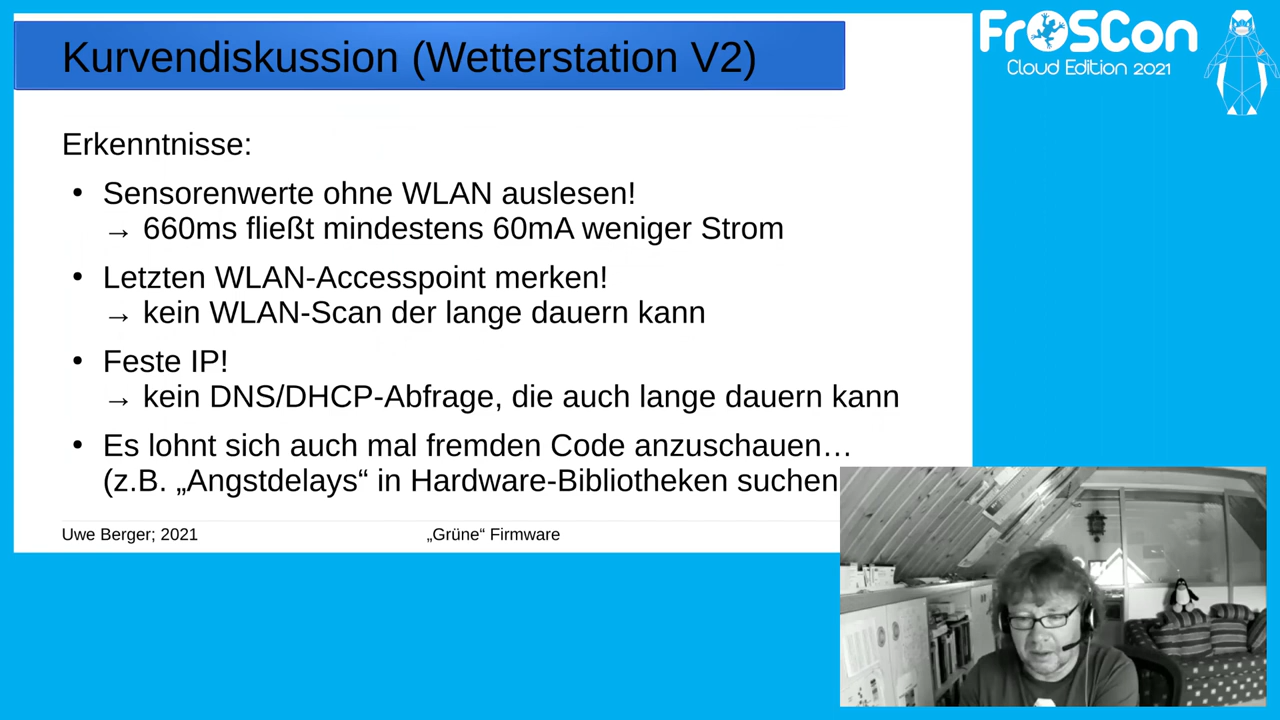 Kurvendiskussion (Wetterstation V2)
FrOSCon
Cloud Edition 2021
Erkenntnisse:
• Sensorenwerte ohne WLAN auslesen!
→ 660ms fließt mindestens 60mA weniger Strom
• Letzten WLAN-Accesspoint merken!
→ kein WLAN-Scan der lange dauern kann
• Feste IP!
→ kein DNS/DHCP-Abfrage, die auch lange dauern kann
• Es lohnt sich auch mal fremden Code anzuschauen…
(z.B. „Angstdelays“ in Hardware-Bibliotheken suchen
Uwe Berger; 2021
„Grüne“ Firmware